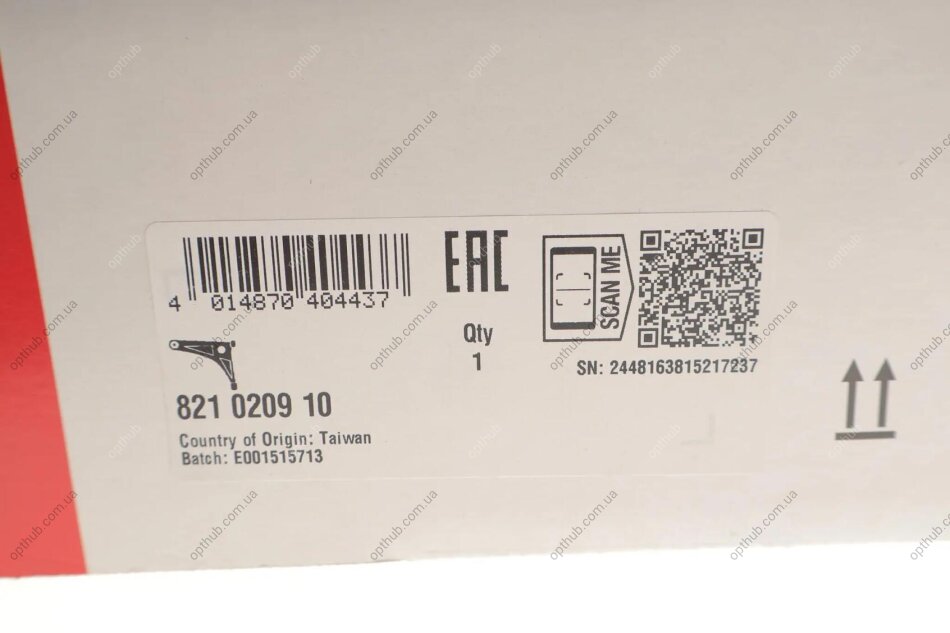 4 014870 404437
EAC
Qty
1
SCAN ME
SN: 2448163815217237
821 0209 10
Country of Origin: Taiwan
Batch: E001515713
opthub.com.ua